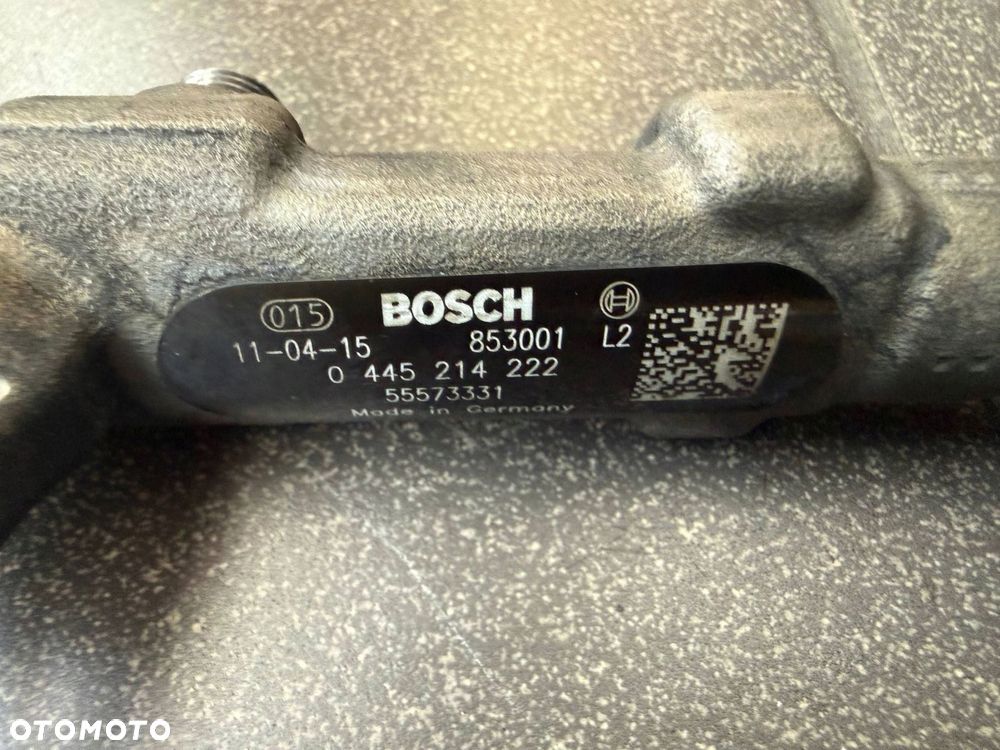 015 BOSCH
11-04-15 853001 L2
0 445 214 222
55573331
Made in Germany
OTOMOTO